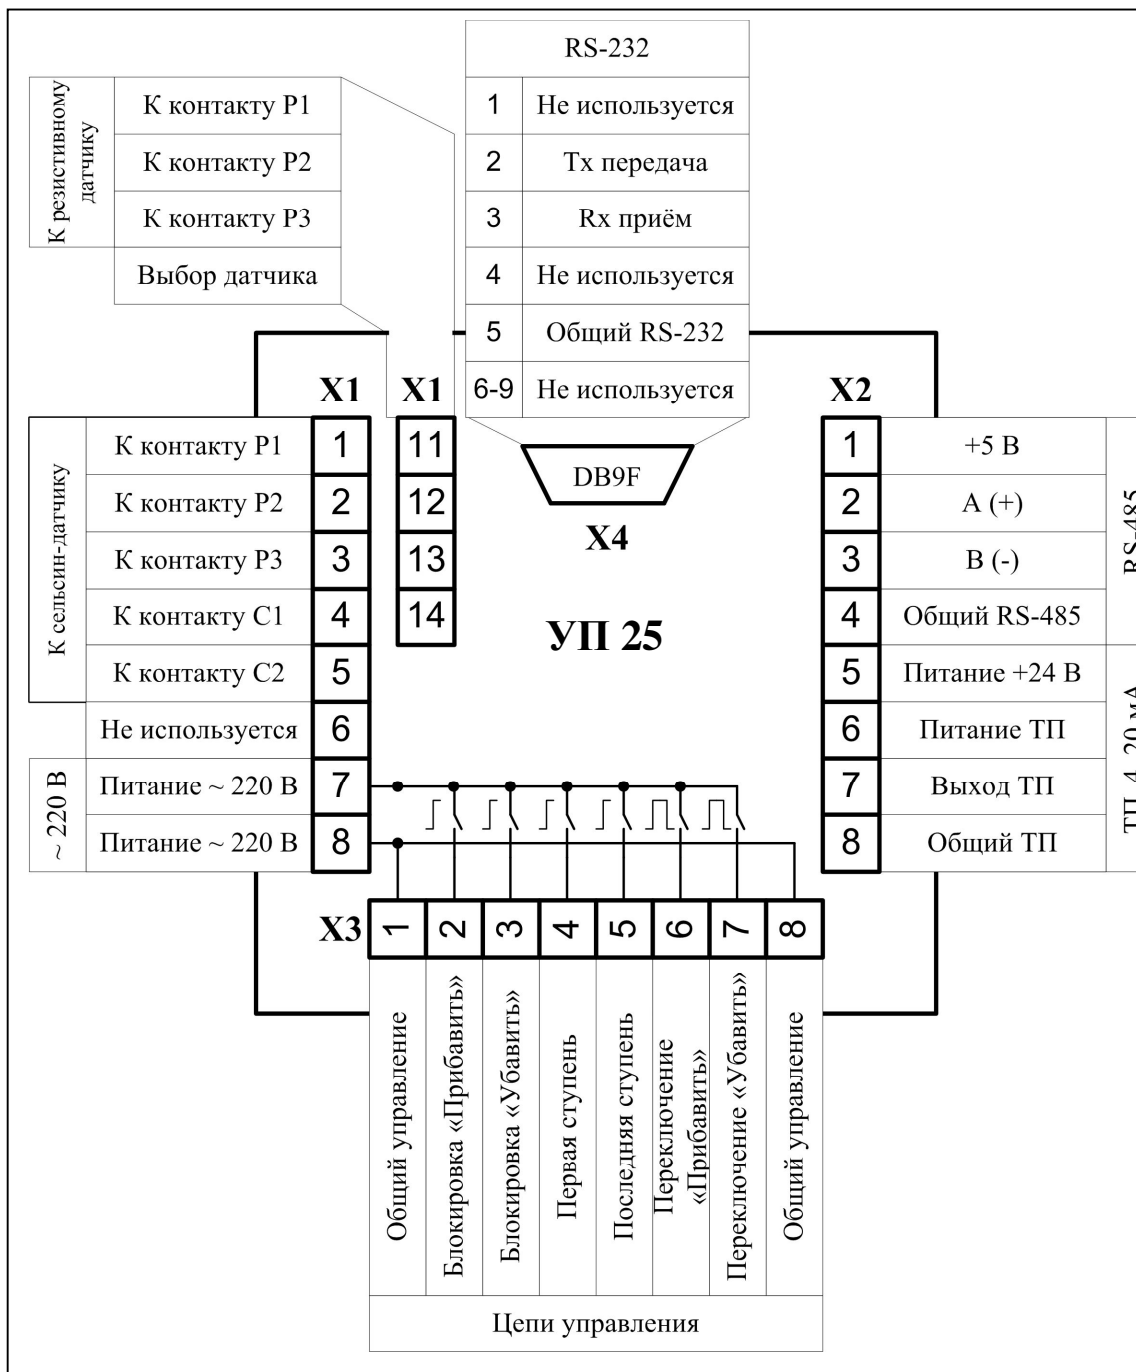 RS-232
1 Не используется
2 Tx передача
3 Rx приём
4 Не используется
5 Общий RS-232
6-9 Не используется
К резистивному
датчику
К контакту Р1
К контакту Р2
К контакту Р3
Выбор датчика
X1
X1
X2
К сельсин-датчику
К контакту Р1 1
К контакту Р2 2
К контакту Р3 3
К контакту С1 4
К контакту С2 5
Не используется 6
~ 220 В
Питание ~ 220 В 7
Питание ~ 220 В 8
11
12
13
14
DB9F
X4
УП 25
1 +5 В
2 А (+)
3 В (-)
4 Общий RS-485
5 Питание +24 В
6 Питание ТП
7 Выход ТП
8 Общий ТП
RS-485
ТП 4 20 мА
X3
1 2 3 4 5 6 7 8
Общий управление
Блокировка «Прибавить»
Блокировка «Убавить»
Первая ступень
Последняя ступень
Переключение
«Прибавить»
Переключение «Убавить»
Общий управление
Цепи управления